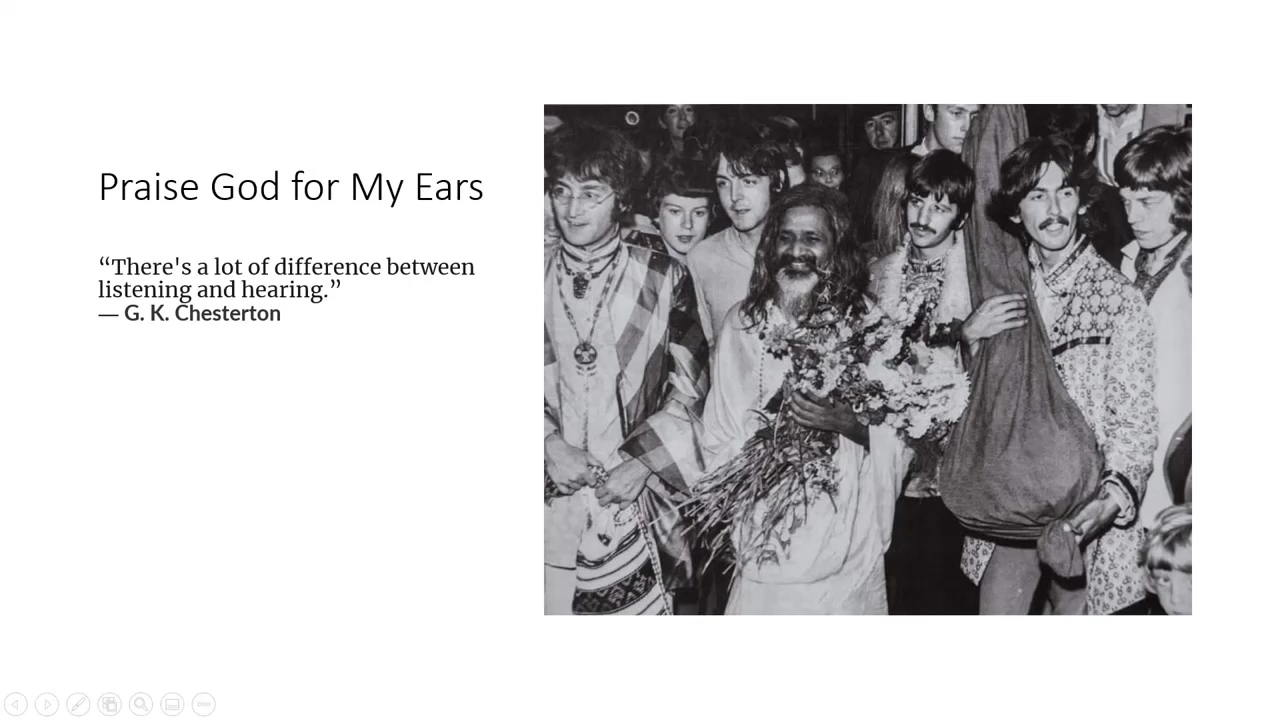 Praise God for My Ears
“There's a lot of difference between
listening and hearing.”
― G. K. Chesterton